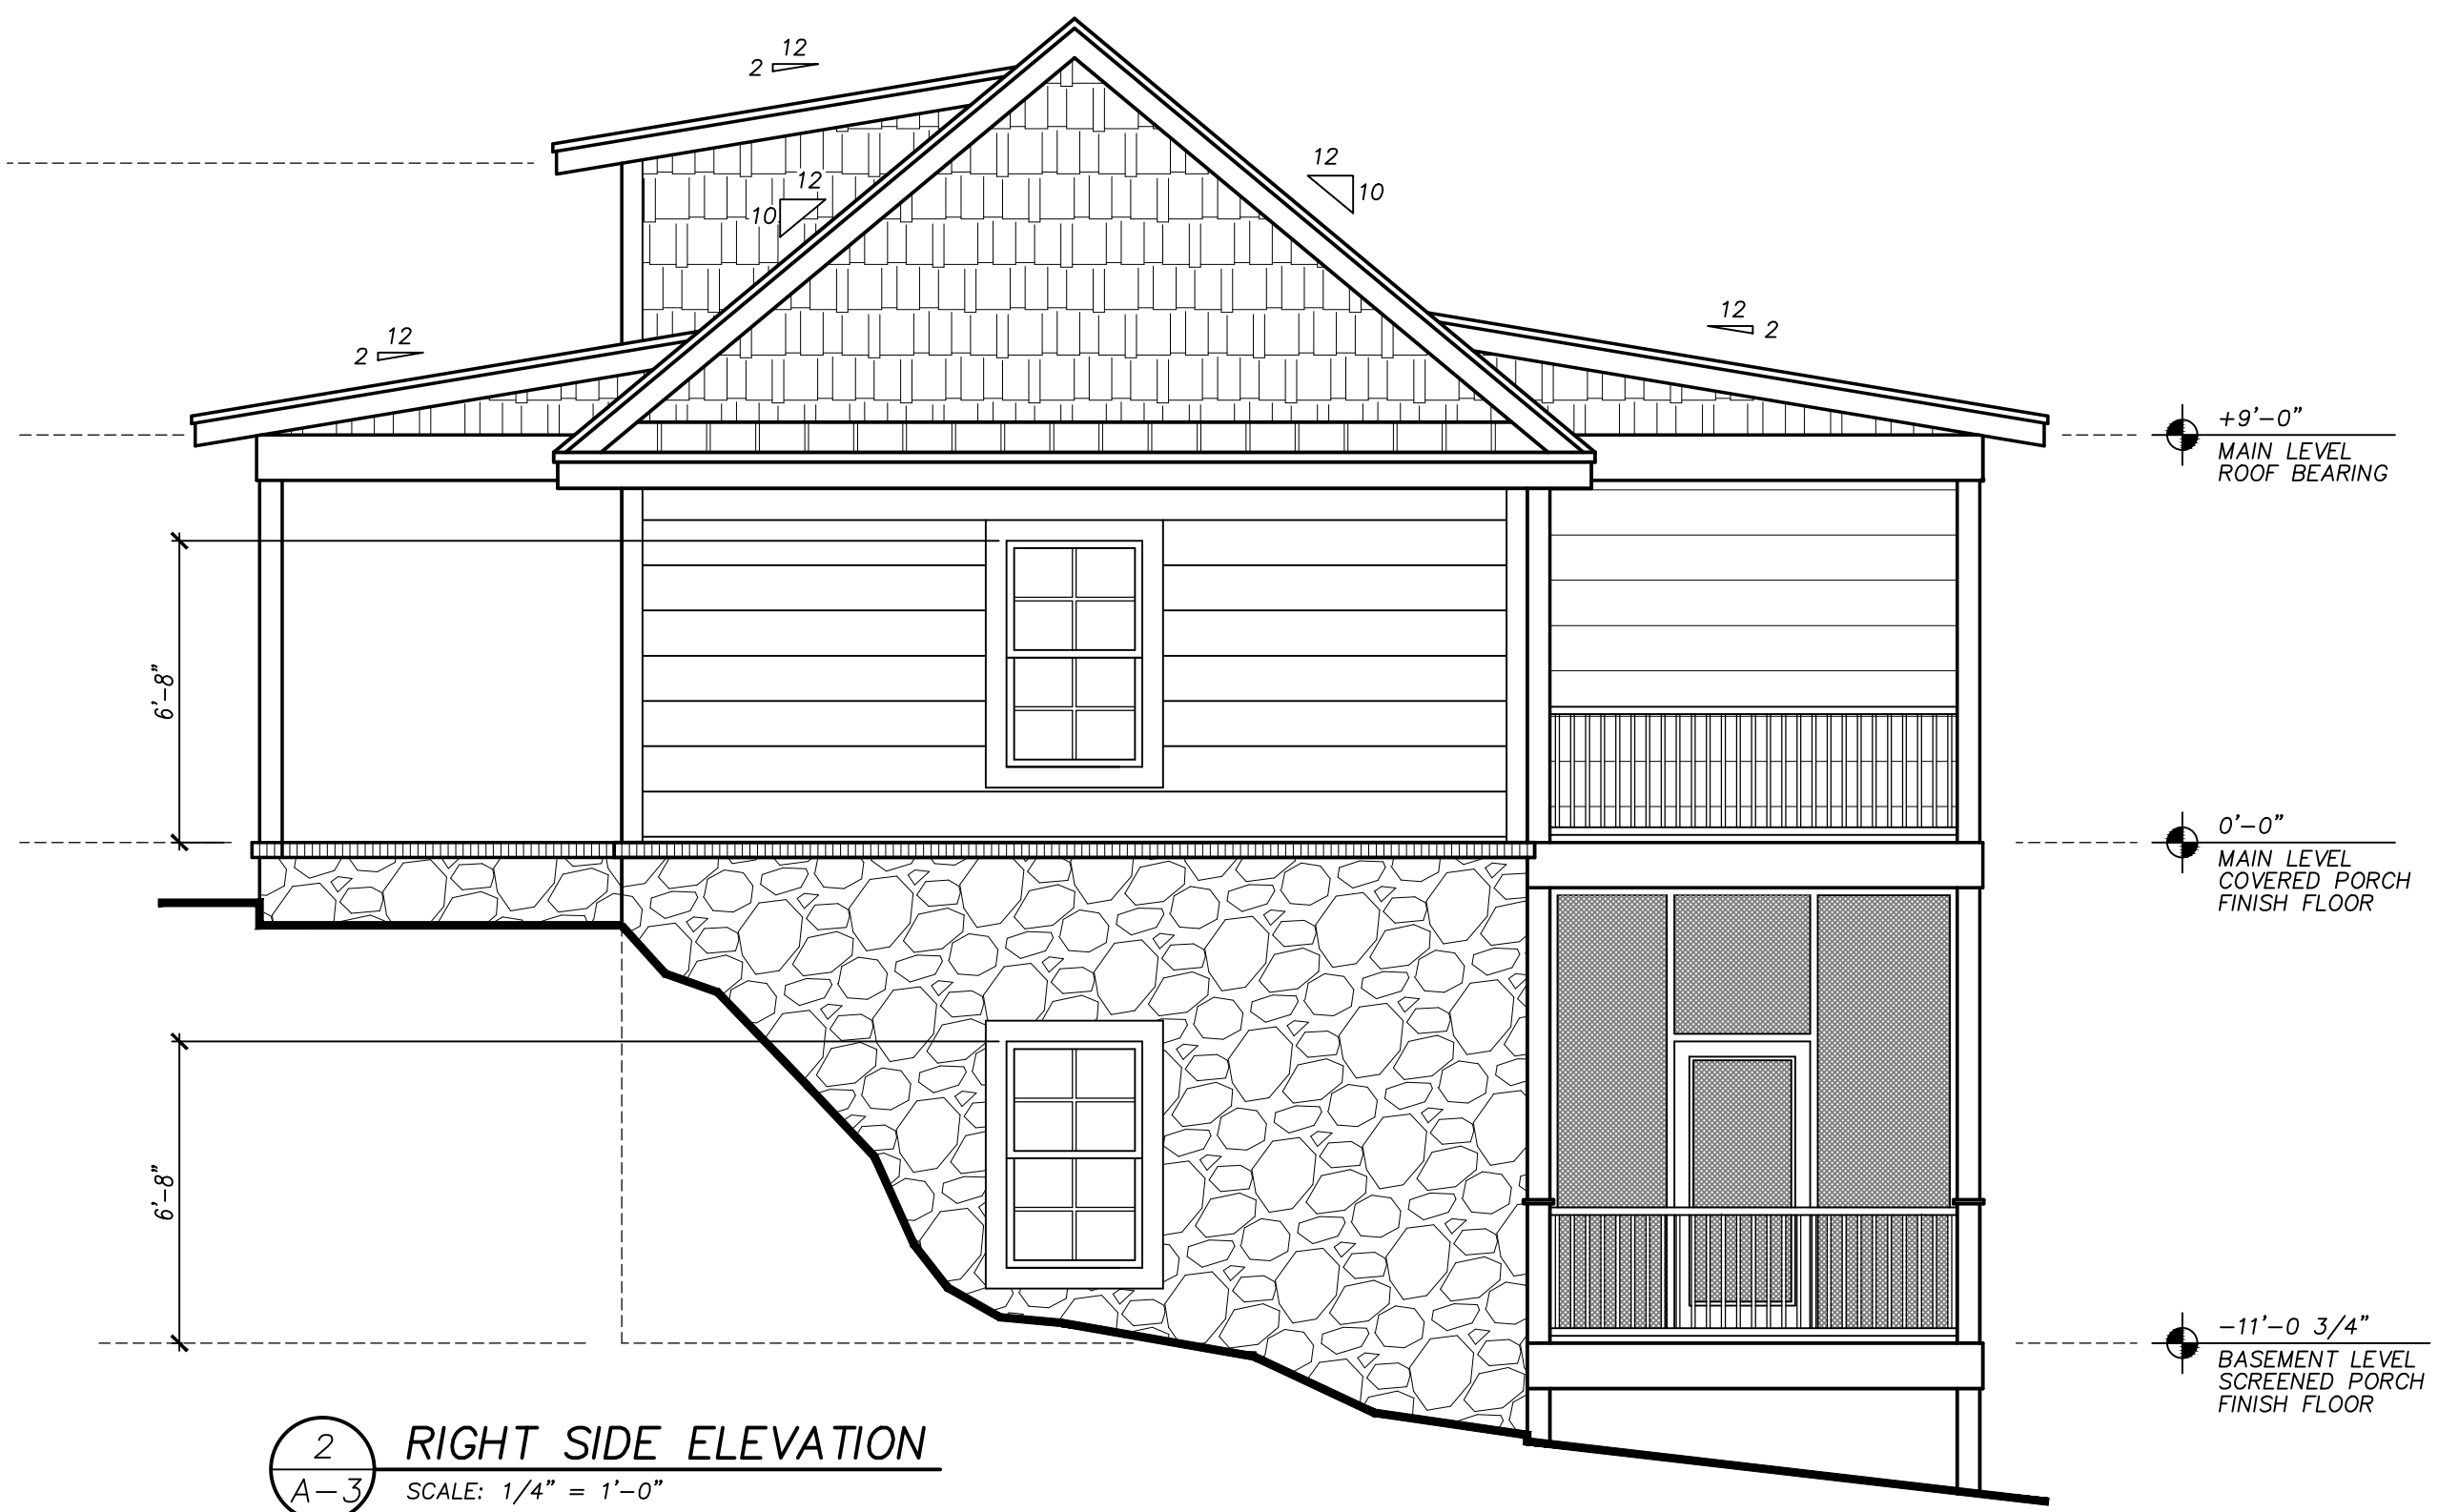 12
2
12
10
12
10
12
2
12
2
+9'-0"
MAIN LEVEL
ROOF BEARING
6'-8"
0'-0"
MAIN LEVEL
COVERED PORCH
FINISH FLOOR
6'-8"
-11'-0 3/4"
BASEMENT LEVEL
SCREENED PORCH
FINISH FLOOR
2
A-3
RIGHT SIDE ELEVATION
SCALE: 1/4" = 1'-0"